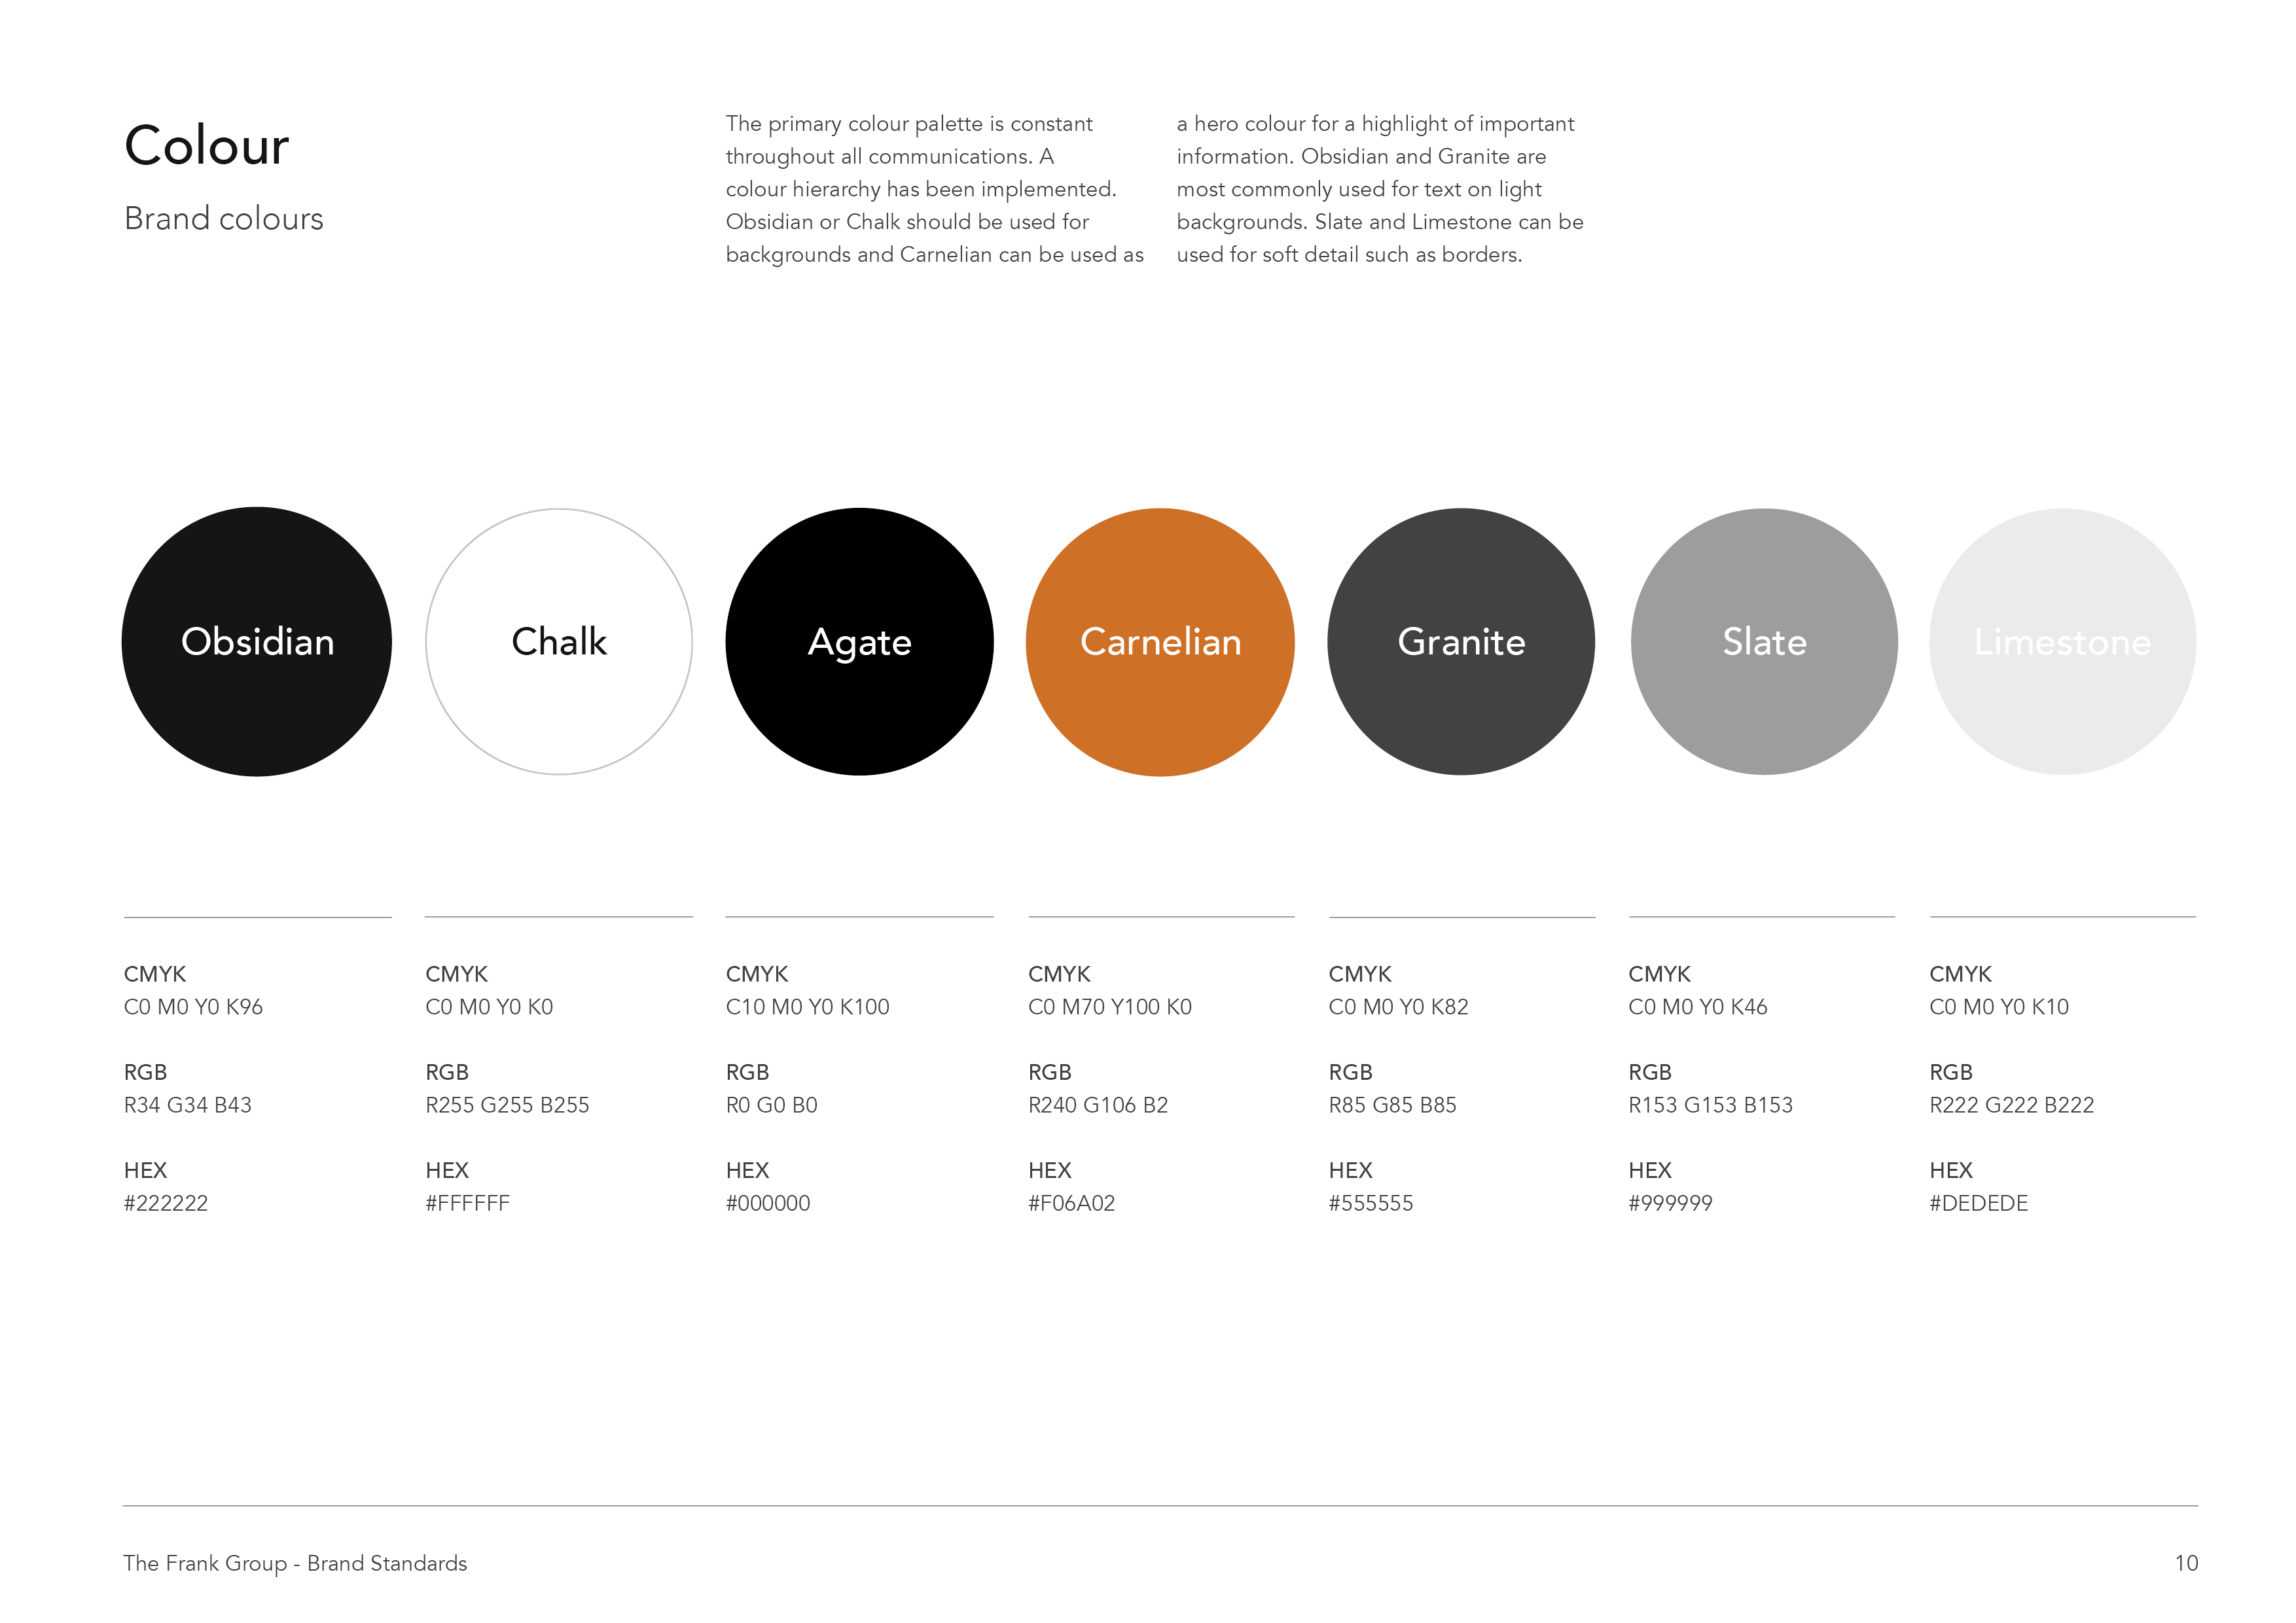 Colour
Brand colours
The primary colour palette is constant
throughout all communications. A
colour hierarchy has been implemented.
Obsidian or Chalk should be used for
backgrounds and Carnelian can be used as
a hero colour for a highlight of important
information. Obsidian and Granite are
most commonly used for text on light
backgrounds. Slate and Limestone can be
used for soft detail such as borders.
Obsidian
Chalk
Agate
Carnelian
Granite
Slate
Limestone
CMYK
C0 M0 Y0 K96
RGB
R34 G34 B43
HEX
#222222
CMYK
C0 M0 Y0 K0
RGB
R255 G255 B255
HEX
#FFFFFF
CMYK
C10 M0 Y0 K100
RGB
R0 G0 B0
HEX
#000000
CMYK
C0 M70 Y100 K0
RGB
R240 G106 B2
HEX
#F06A02
CMYK
C0 M0 Y0 K82
RGB
R85 G85 B85
HEX
#555555
CMYK
C0 M0 Y0 K46
RGB
R153 G153 B153
HEX
#999999
CMYK
C0 M0 Y0 K10
RGB
R222 G222 B222
HEX
#DEDEDE
The Frank Group - Brand Standards
10